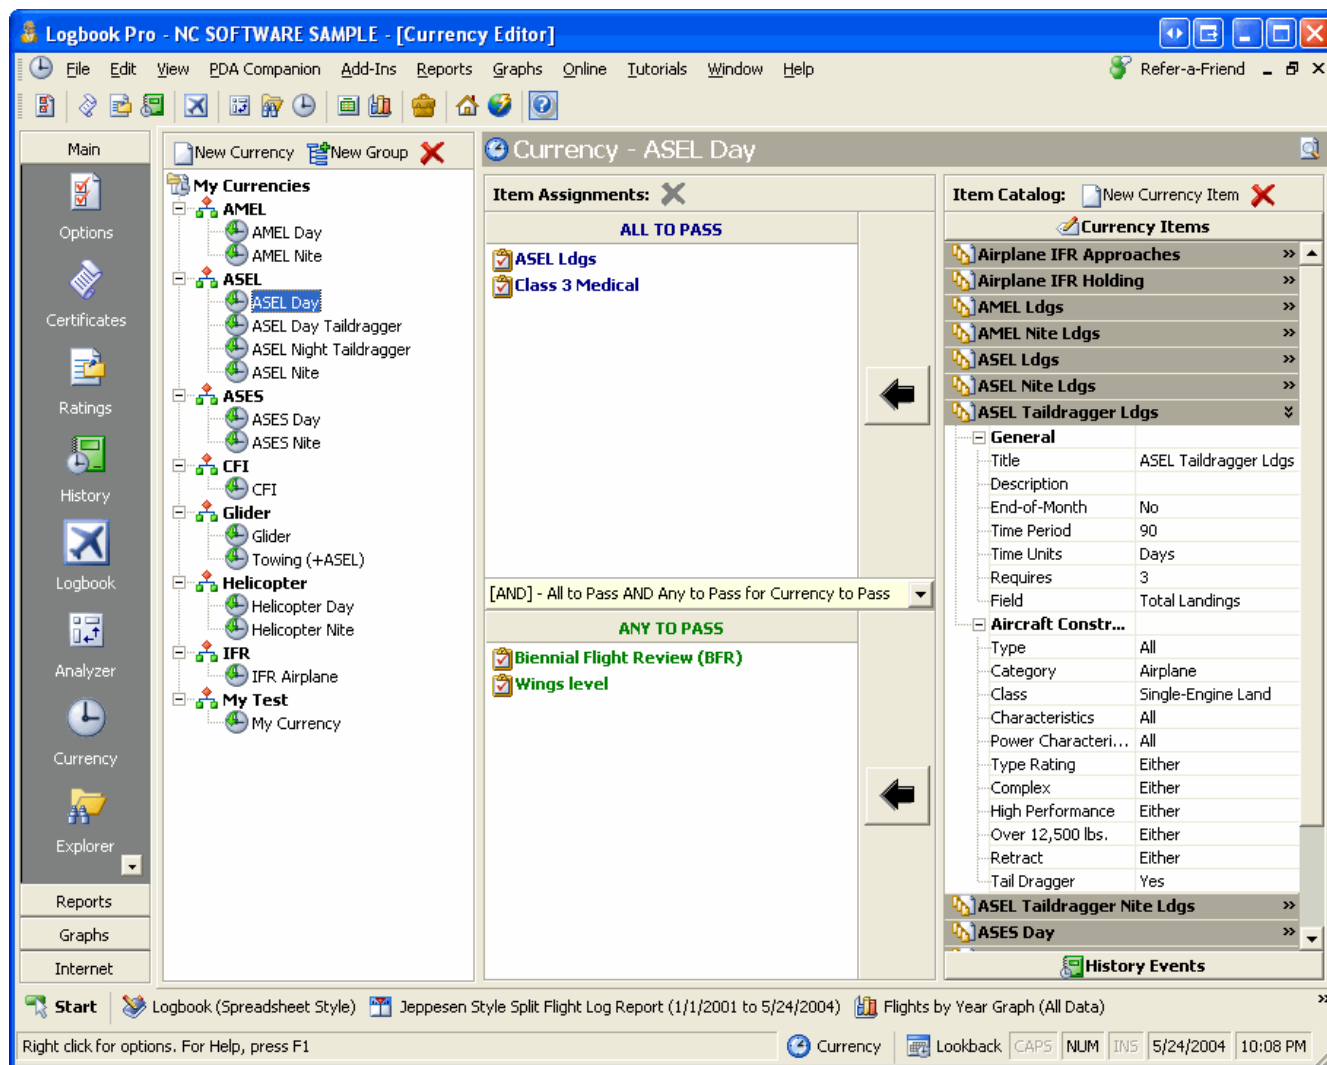 Logbook Pro - NC SOFTWARE SAMPLE - [Currency Editor]
File Edit View PDA Companion Add-Ins Reports Graphs Online Tutorials Window Help Refer-a-Friend
Main
Options
Certificates
Ratings
History
Logbook
Analyzer
Currency
Explorer
Reports
Graphs
Internet
New Currency New Group
My Currencies
AMEL
AMEL Day
AMEL Nite
ASEL
ASEL Day
ASEL Day Taildragger
ASEL Night Taildragger
ASEL Nite
ASES
ASES Day
ASES Nite
CFI
CFI
Glider
Glider
Towing (+ASEL)
Helicopter
Helicopter Day
Helicopter Nite
IFR
IFR Airplane
My Test
My Currency
Currency - ASEL Day
Item Assignments:
ALL TO PASS
ASEL Ldgs
Class 3 Medical
[AND] - All to Pass AND Any to Pass for Currency to Pass
ANY TO PASS
Biennial Flight Review (BFR)
Wings level
Item Catalog: New Currency Item
Currency Items
Airplane IFR Approaches
Airplane IFR Holding
AMEL Ldgs
AMEL Nite Ldgs
ASEL Ldgs
ASEL Nite Ldgs
ASEL Taildragger Ldgs
General
Title ASEL Taildragger Ldgs
Description
End-of-Month No
Time Period 90
Time Units Days
Requires 3
Field Total Landings
Aircraft Constr...
Type All
Category Airplane
Class Single-Engine Land
Characteristics All
Power Characteri... All
Type Rating Either
Complex Either
High Performance Either
Over 12,500 lbs. Either
Retract Either
Tail Dragger Yes
ASEL Taildragger Nite Ldgs
ASES Day
History Events
Start Logbook (Spreadsheet Style) Jeppesen Style Split Flight Log Report (1/1/2001 to 5/24/2004) Flights by Year Graph (All Data)
Right click for options. For Help, press F1 Currency Lookback CAPS NUM INS 5/24/2004 10:08 PM